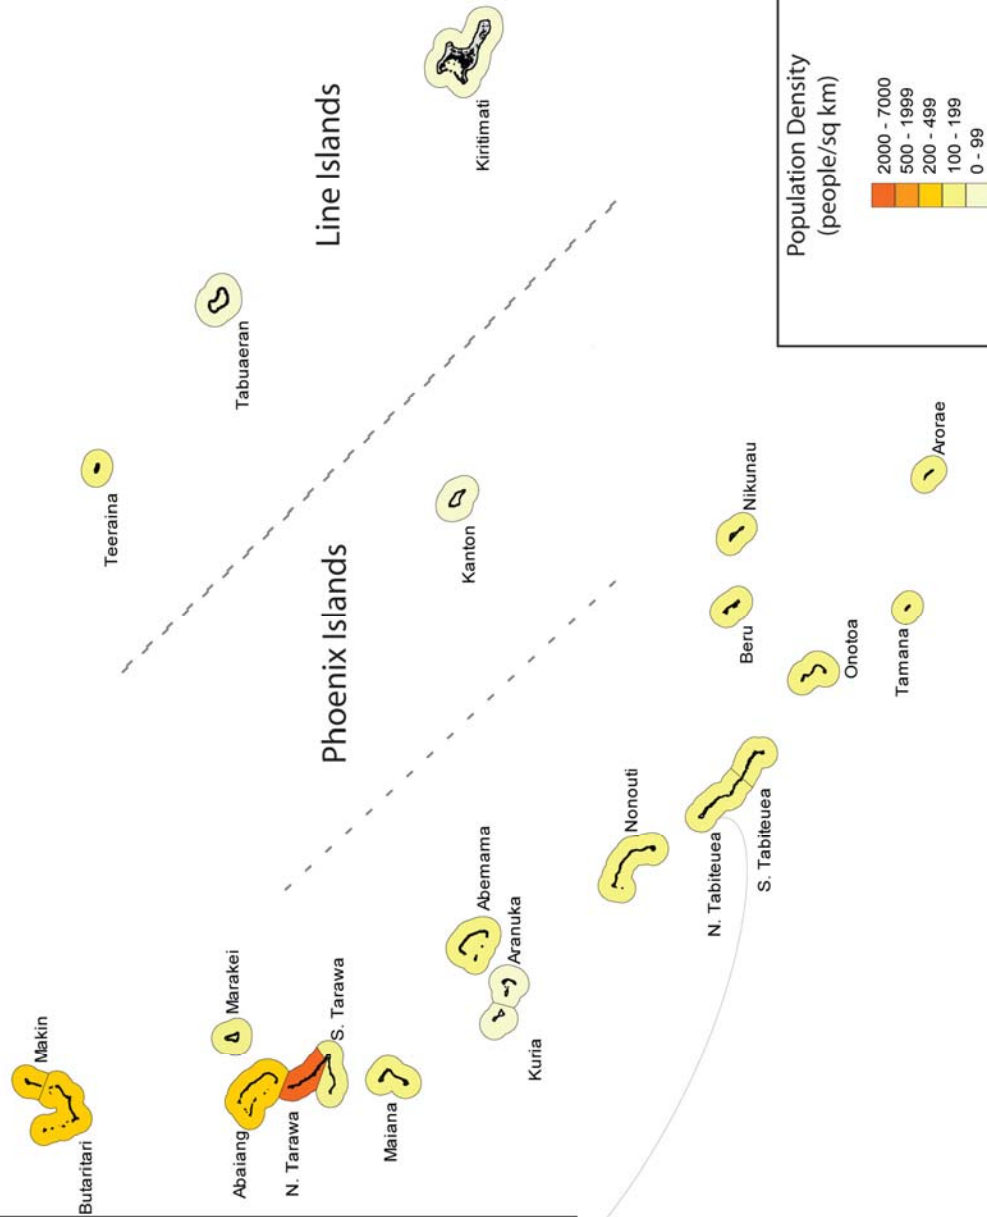 Line Islands
Kiritimati
Tabuaeran
Teeraina
Phoenix Islands
Kanton
Makin
Butaritari
Marakei
Abaiang
N. Tarawa
S. Tarawa
Maiana
Abemama
Aranuka
Kuria
Nonouti
N. Tabiteuea
S. Tabiteuea
Beru
Nikunau
Onotoa
Tamana
Arorae
Population Density
(people/sq km)
2000 - 7000
500 - 1999
200 - 499
100 - 199
0 - 99